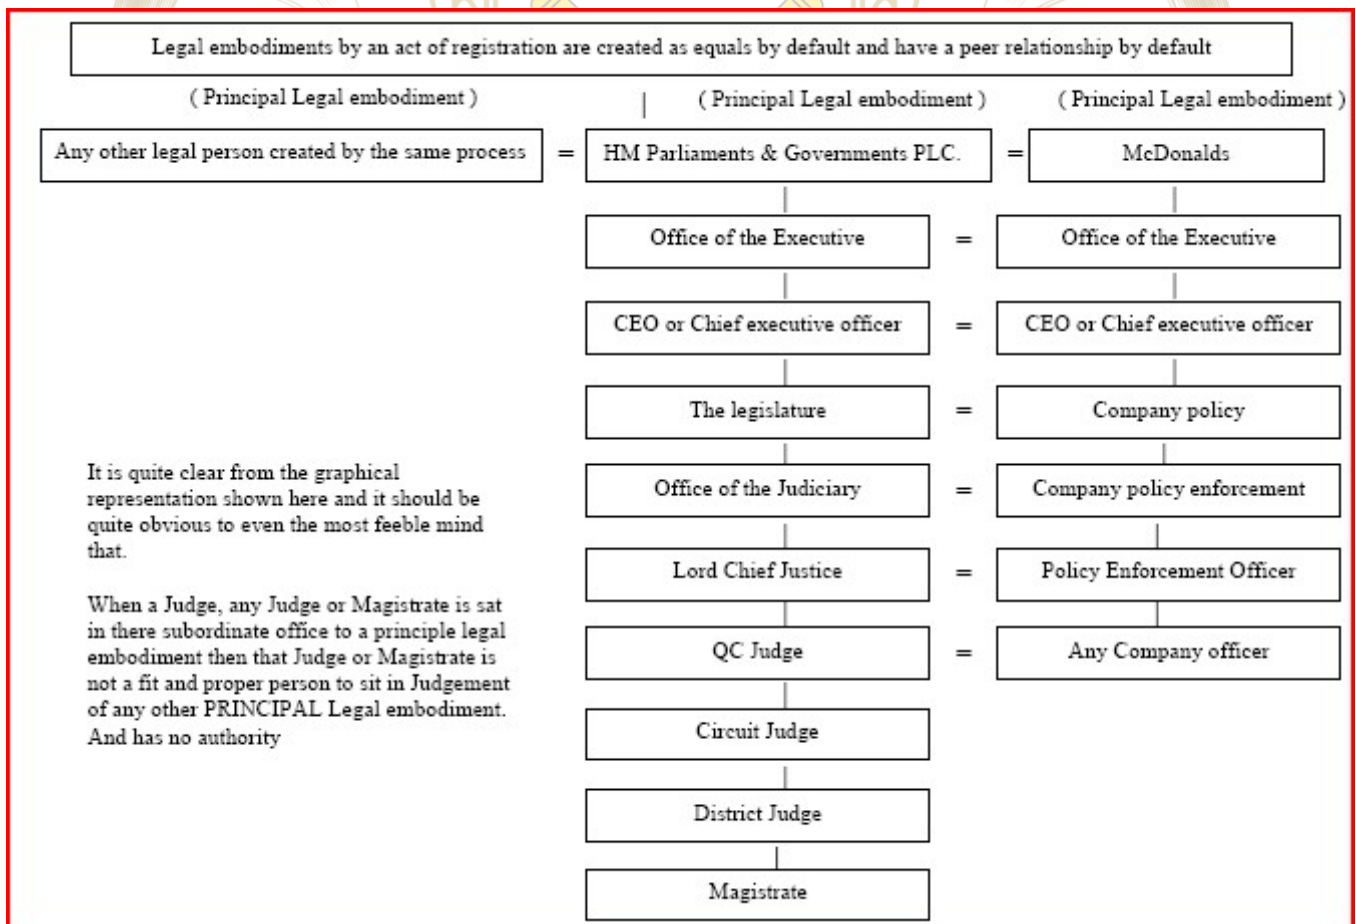 Legal embodiments by an act of registration are created as equals by default and have a peer relationship by default
( Principal Legal embodiment )
( Principal Legal embodiment )
( Principal Legal embodiment )
Any other legal person created by the same process
=
HM Parliaments & Governments PLC.
=
McDonalds
Office of the Executive
=
Office of the Executive
CEO or Chief executive officer
=
CEO or Chief executive officer
The legislature
=
Company policy
Office of the Judiciary
=
Company policy enforcement
Lord Chief Justice
=
Policy Enforcement Officer
QC Judge
=
Any Company officer
Circuit Judge
District Judge
Magistrate
It is quite clear from the graphical
representation shown here and it should be
quite obvious to even the most feeble mind
that.
When a Judge, any Judge or Magistrate is sat
in there subordinate office to a principle legal
embodiment then that Judge or Magistrate is
not a fit and proper person to sit in Judgement
of any other PRINCIPAL Legal embodiment.
And has no authority